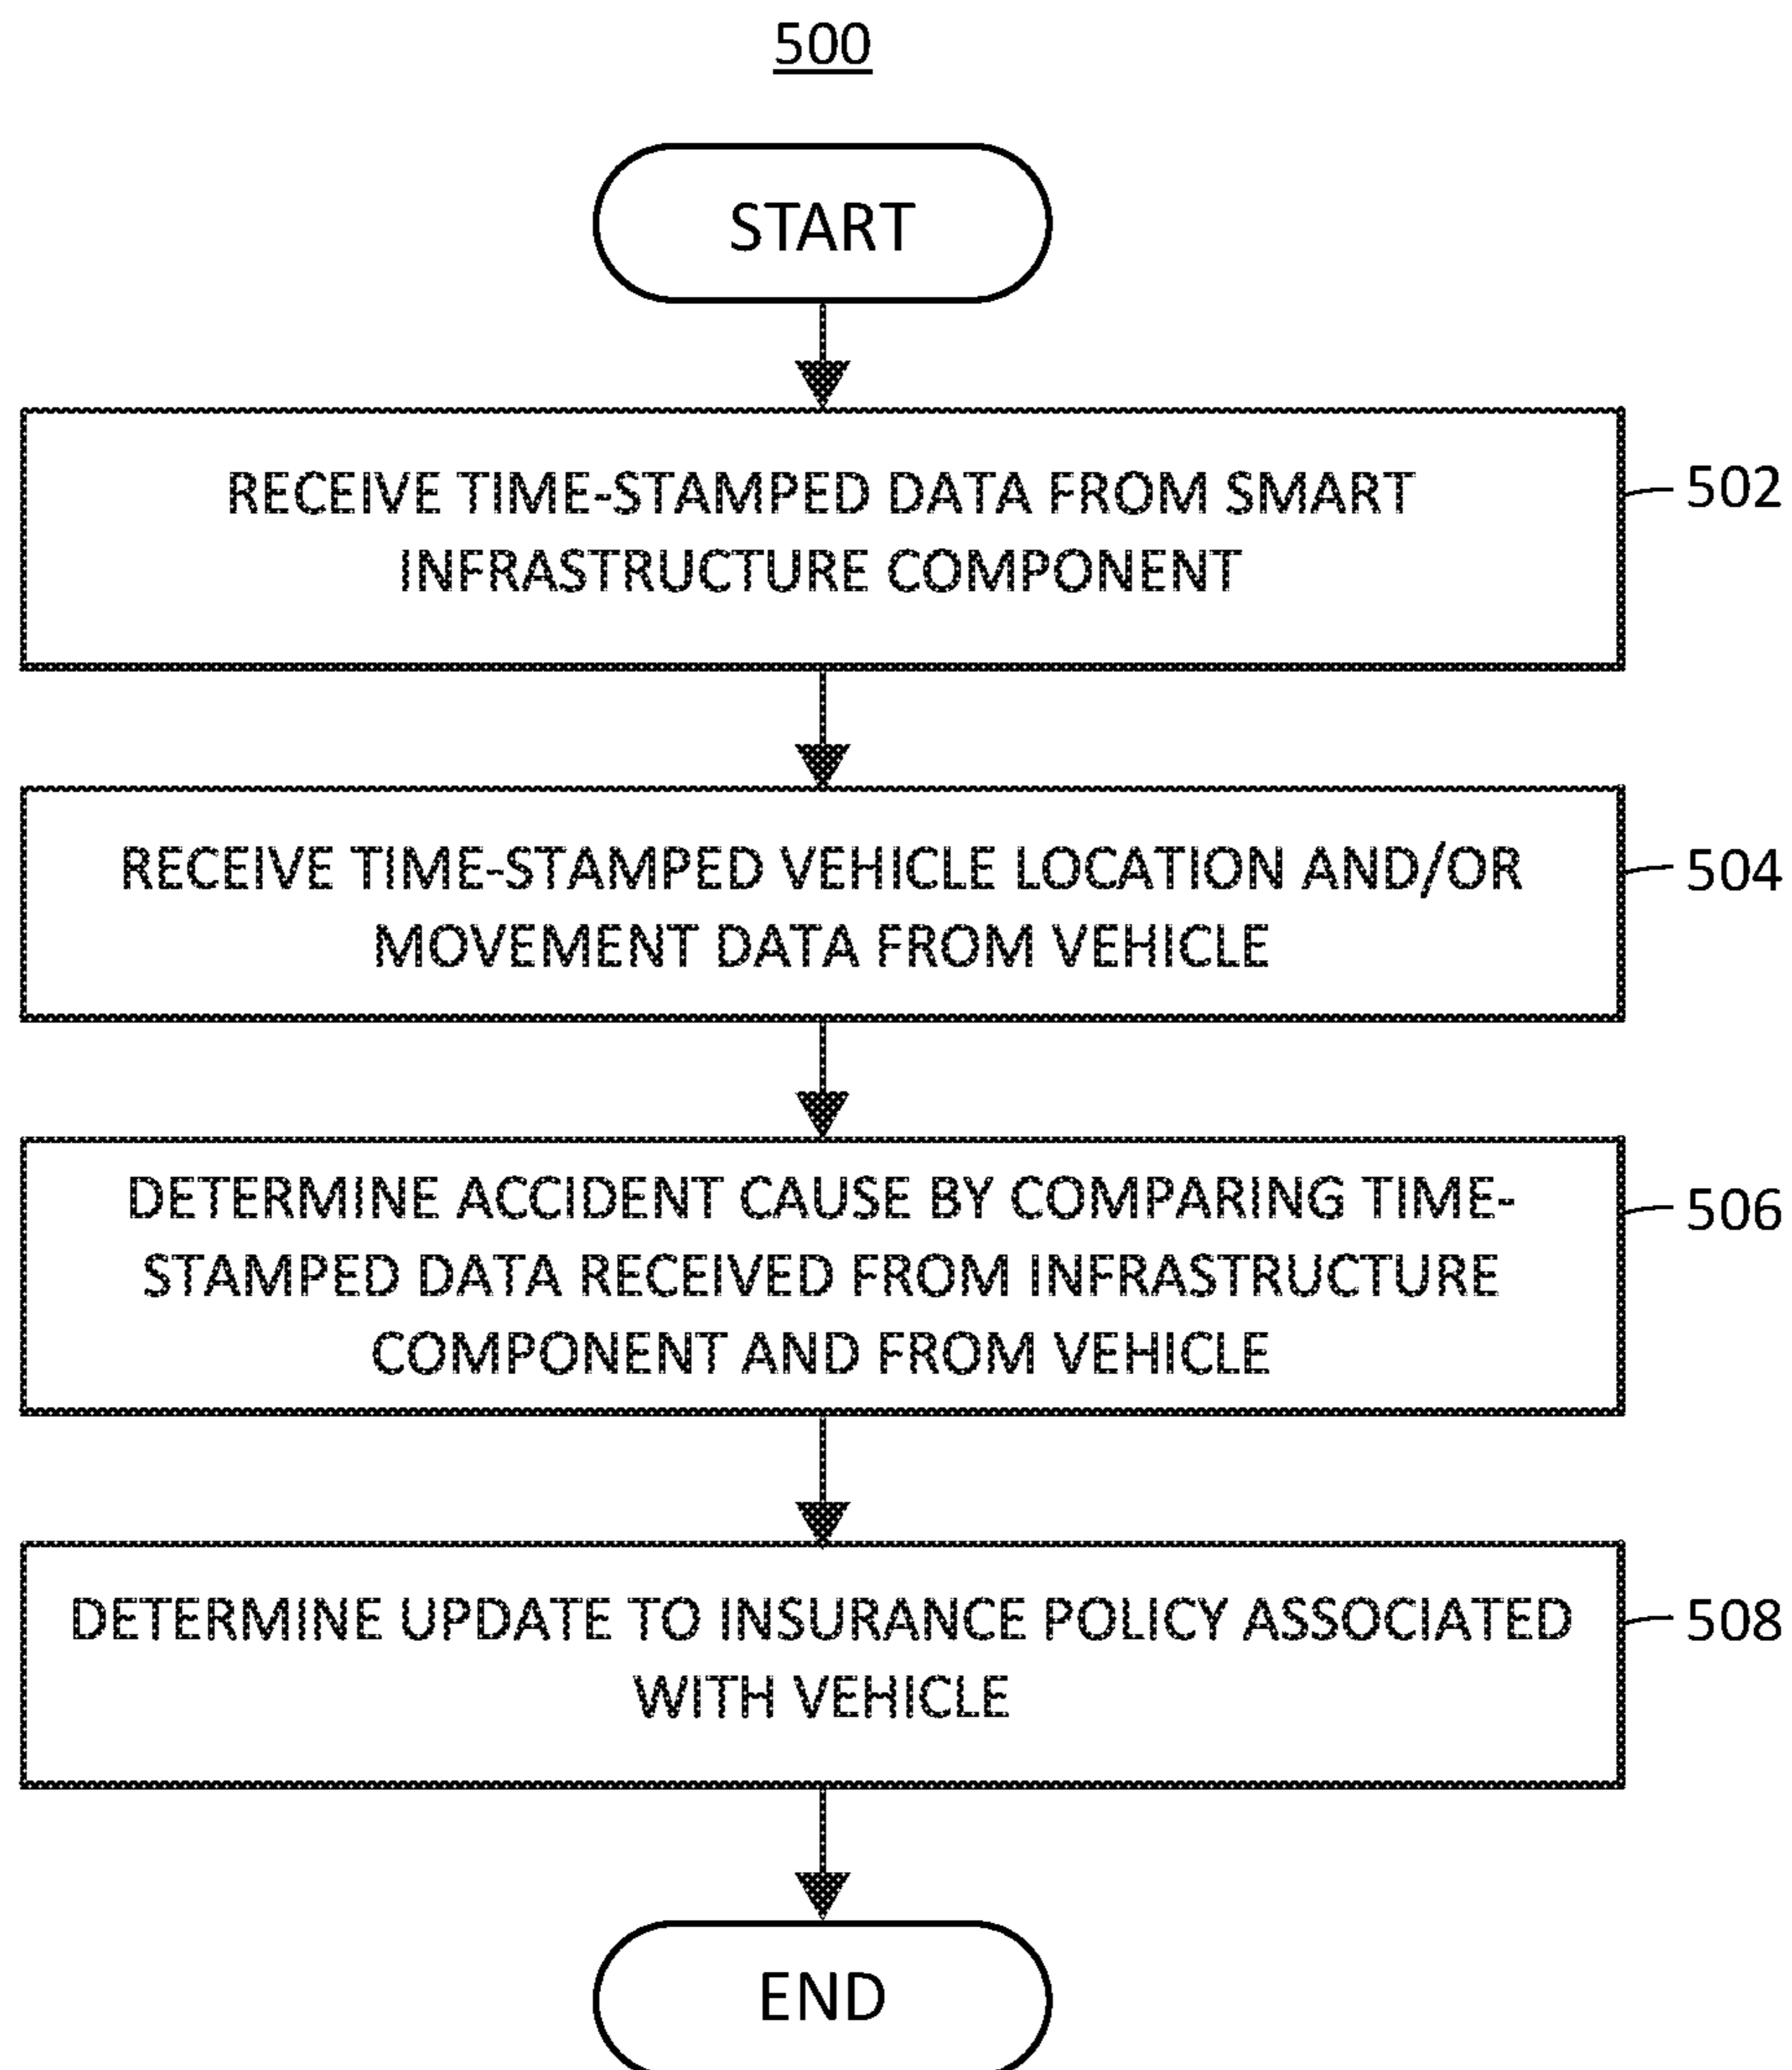 500
START
RECEIVE TIME-STAMPED DATA FROM SMART
INFRASTRUCTURE COMPONENT
502
RECEIVE TIME-STAMPED VEHICLE LOCATION AND/OR
MOVEMENT DATA FROM VEHICLE
504
DETERMINE ACCIDENT CAUSE BY COMPARING TIME-
STAMPED DATA RECEIVED FROM INFRASTRUCTURE
COMPONENT AND FROM VEHICLE
506
DETERMINE UPDATE TO INSURANCE POLICY ASSOCIATED
WITH VEHICLE
508
END